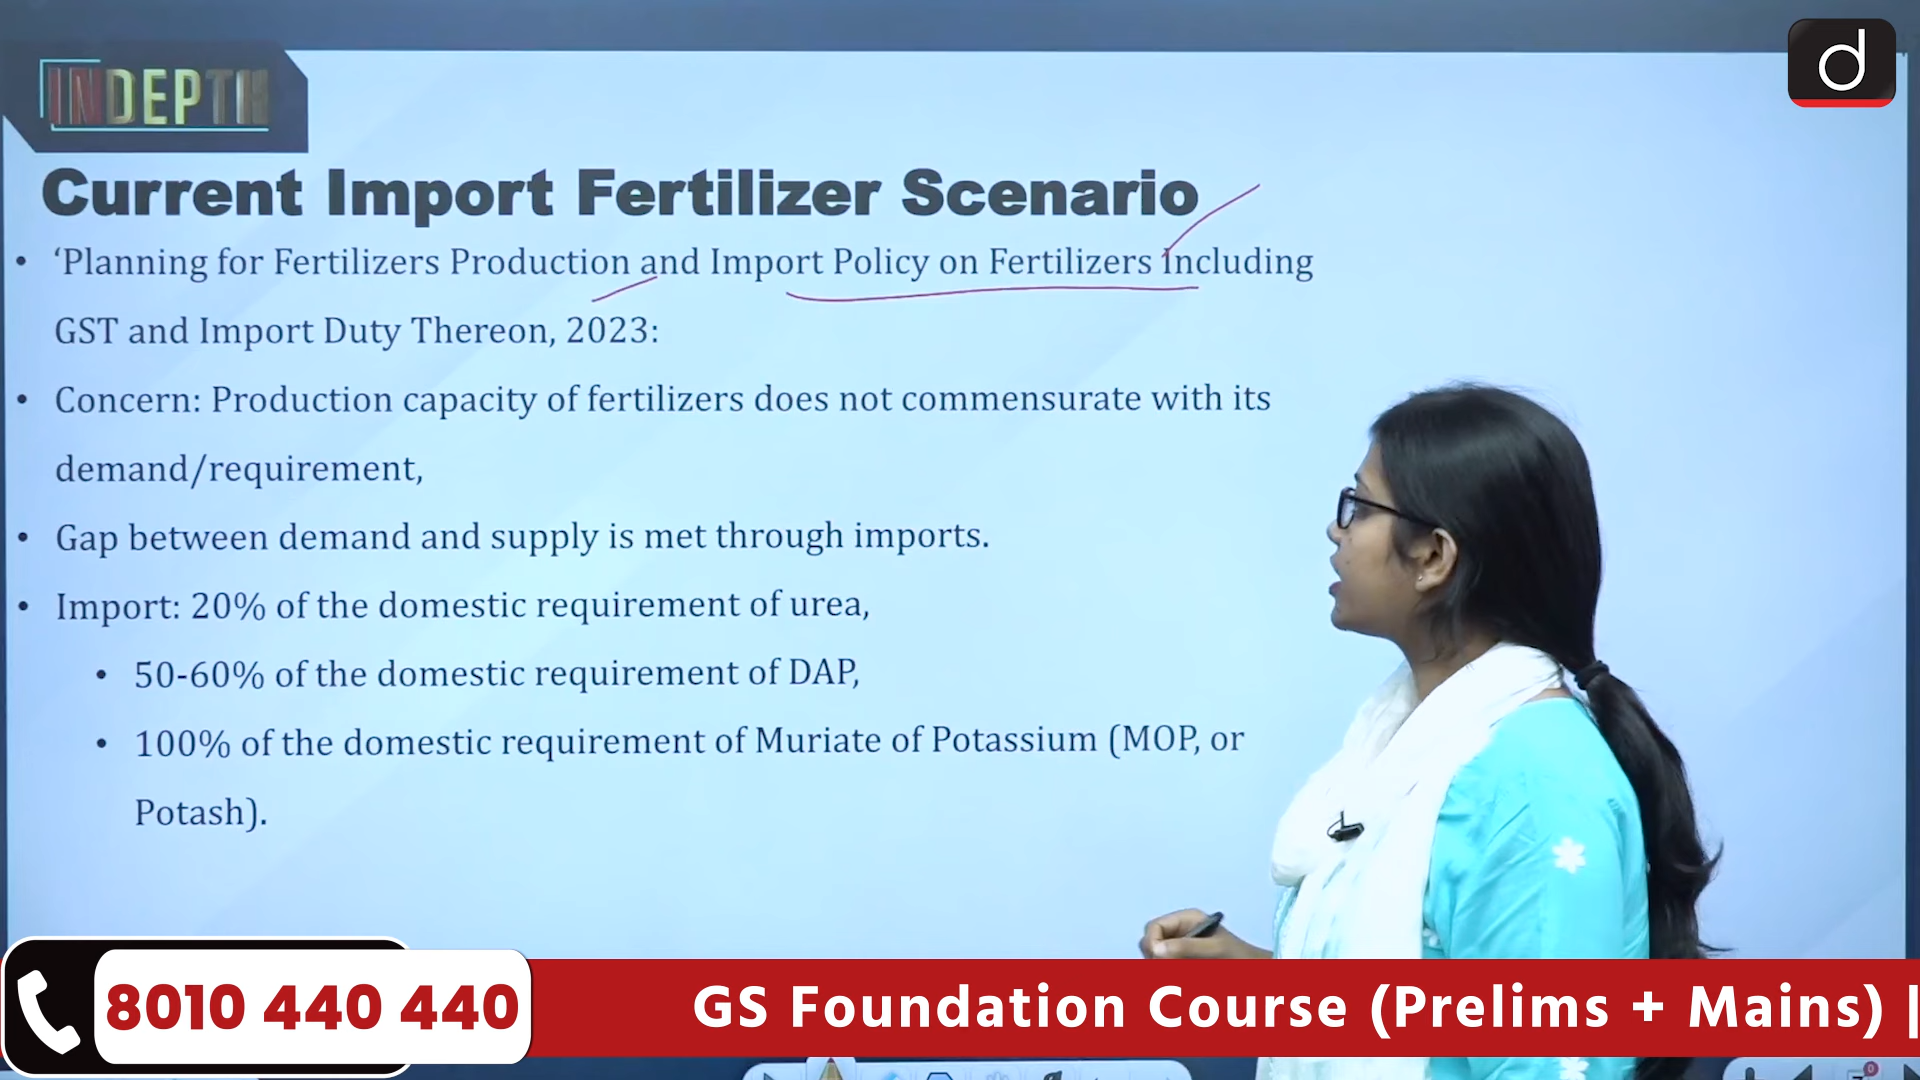 INDEPTH
d
Current Import Fertilizer Scenario
• ‘Planning for Fertilizers Production and Import Policy on Fertilizers Including
GST and Import Duty Thereon, 2023:
• Concern: Production capacity of fertilizers does not commensurate with its
demand/requirement,
• Gap between demand and supply is met through imports.
• Import: 20% of the domestic requirement of urea,
• 50-60% of the domestic requirement of DAP,
• 100% of the domestic requirement of Muriate of Potassium (MOP, or
Potash).
8010 440 440
GS Foundation Course (Prelims + Mains) |
0